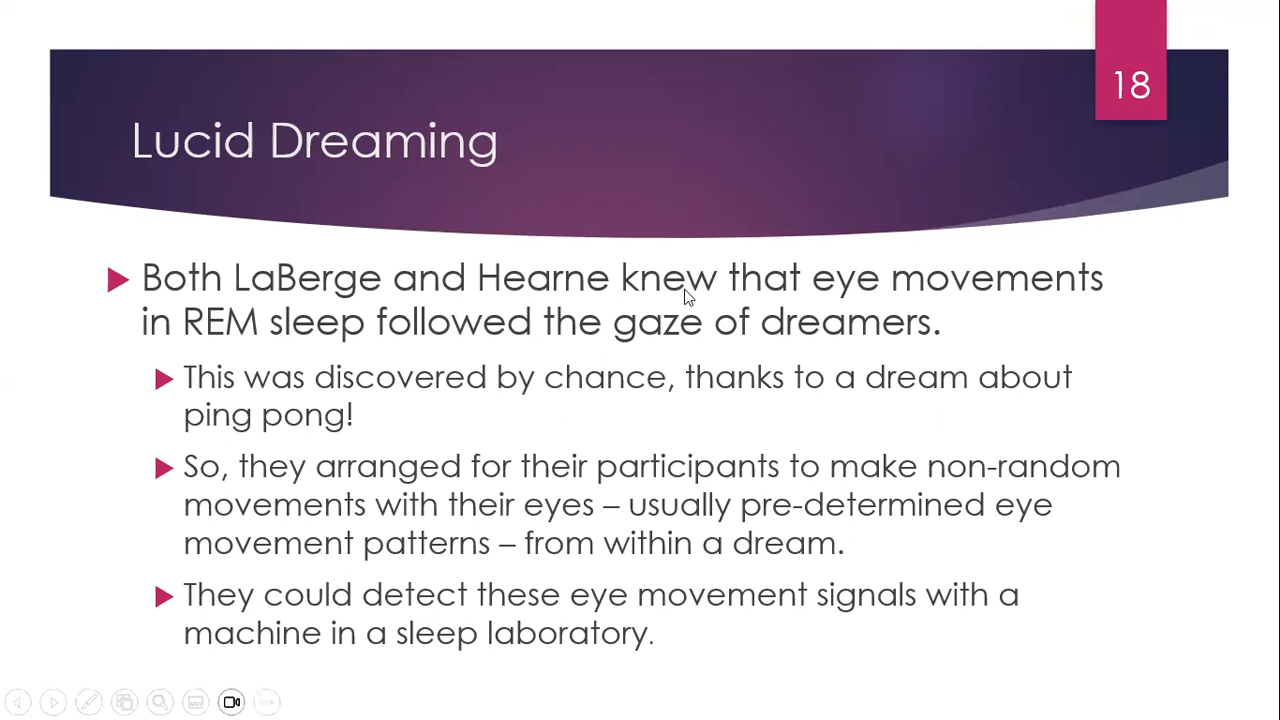 18
Lucid Dreaming
Both LaBerge and Hearne knew that eye movements
in REM sleep followed the gaze of dreamers.
This was discovered by chance, thanks to a dream about
ping pong!
So, they arranged for their participants to make non-random
movements with their eyes – usually pre-determined eye
movement patterns – from within a dream.
They could detect these eye movement signals with a
machine in a sleep laboratory.